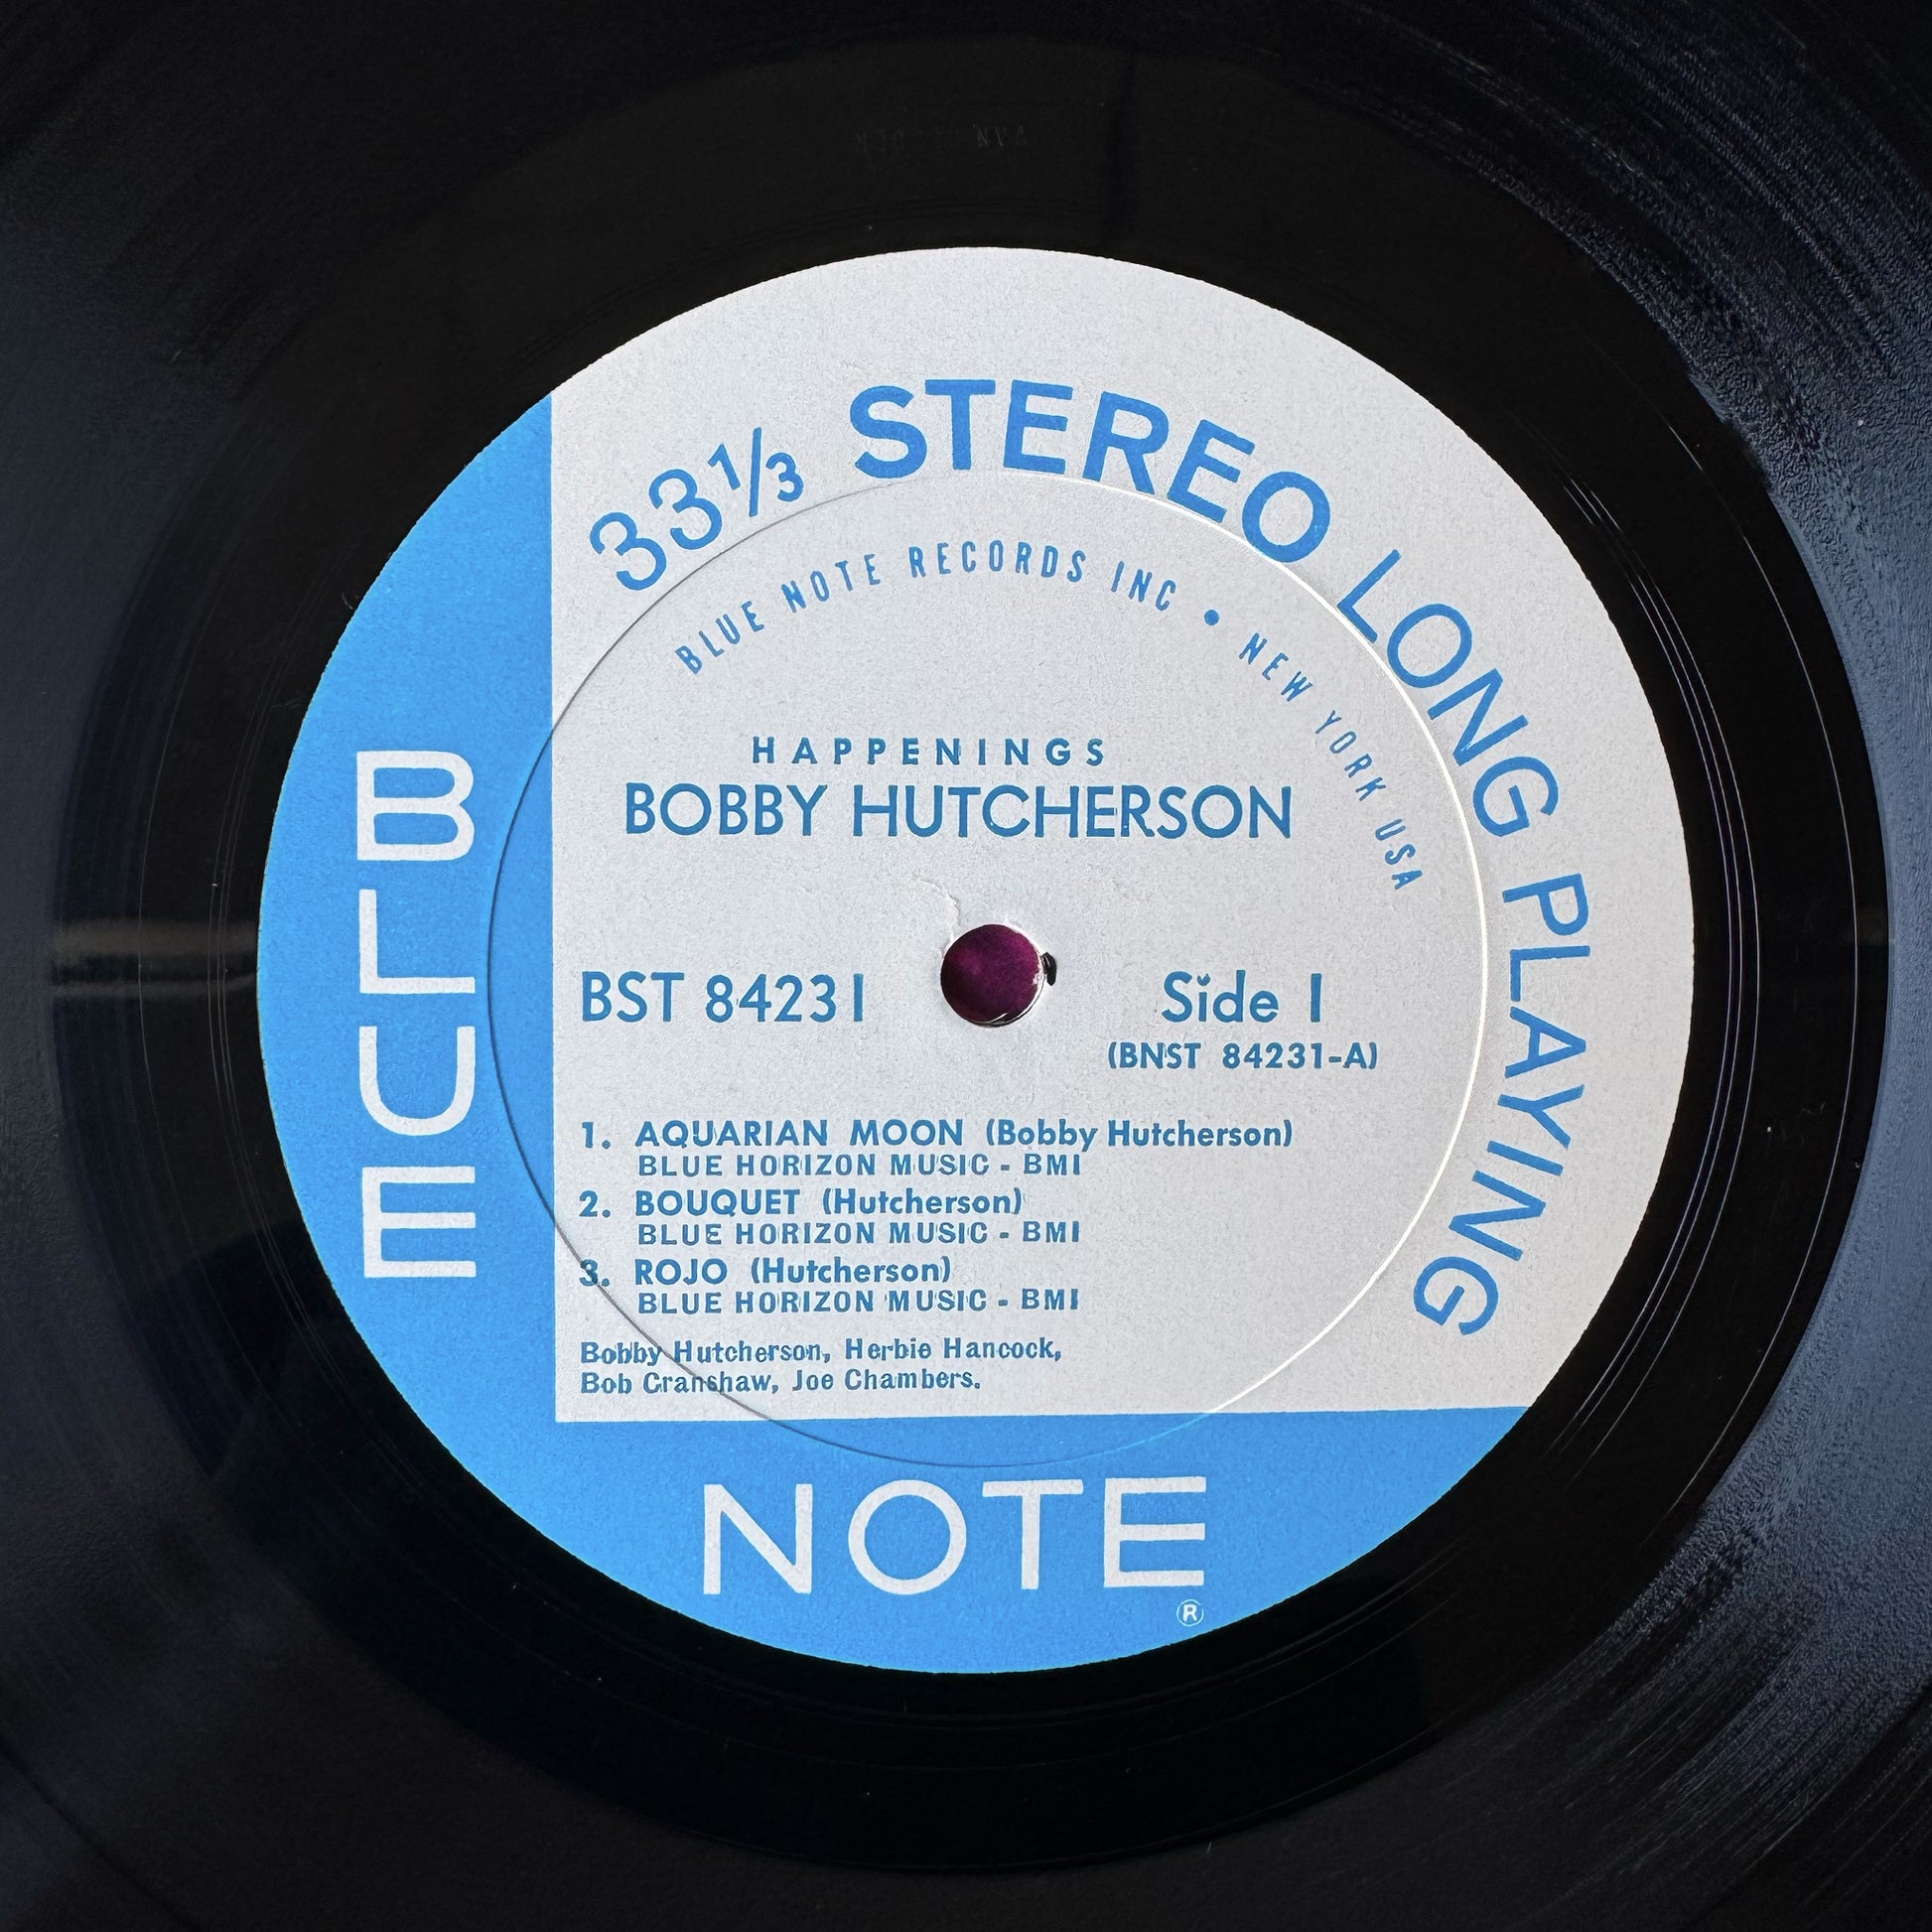 33⅓ STEREO LONG PLAYING
BLUE NOTE RECORDS INC • NEW YORK USA
HAPPENINGS
BOBBY HUTCHERSON
BST 84231
Side 1
(BNST 84231-A)
1. AQUARIAN MOON (Bobby Hutcherson)
BLUE HORIZON MUSIC - BMI
2. BOUQUET (Hutcherson)
BLUE HORIZON MUSIC - BMI
3. ROJO (Hutcherson)
BLUE HORIZON MUSIC - BMI
Bobby Hutcherson, Herbie Hancock,
Bob Cranshaw, Joe Chambers.
BLUE
NOTE
®